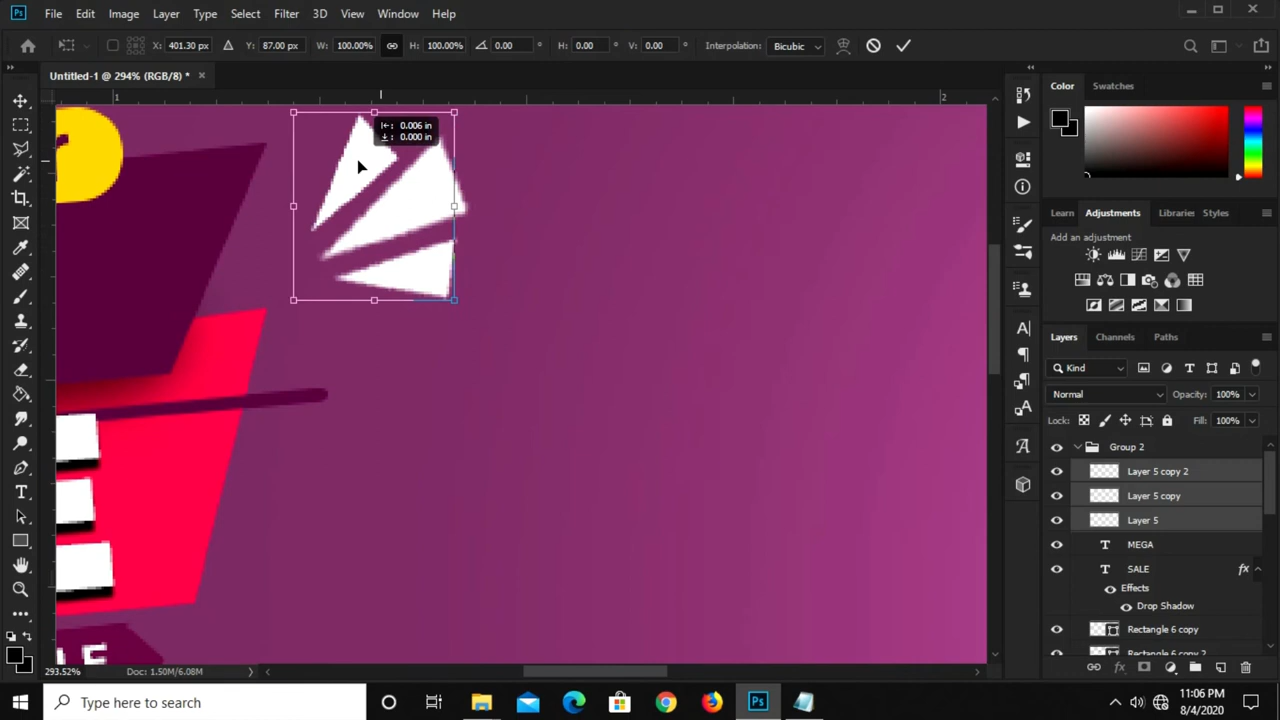 Ps File Edit Image Layer Type Select Filter 3D View Window Help
X: 401.30 px Y: 87.00 px W: 100.00% H: 100.00% 0.00 ° H: 0.00 ° V: 0.00 ° Interpolation: Bicubic
Untitled-1 @ 294% (RGB/8) * ×
1 2
0.006 in
0.000 in
Color Swatches
Learn Adjustments Libraries Styles
Add an adjustment
Layers Channels Paths
Kind
Normal Opacity: 100%
Lock: Fill: 100%
Group 2
Layer 5 copy 2
Layer 5 copy
Layer 5
T MEGA
T SALE fx
Effects
Drop Shadow
Rectangle 6 copy
Rectangle 6 copy 2
293.52% Doc: 1.50M/6.08M
Type here to search
Ps
11:06 PM
8/4/2020